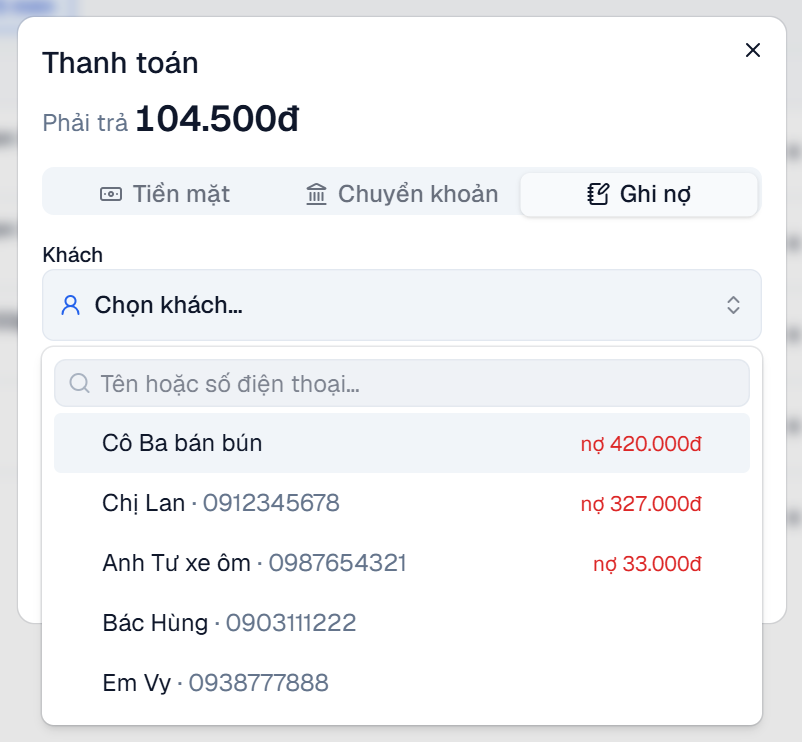 Thanh toán
Phải trả 104.500đ
Tiền mặt Chuyển khoản Ghi nợ
Khách
Chọn khách...
Tên hoặc số điện thoại...
Cô Ba bán bún nợ 420.000đ
Chị Lan · 0912345678 nợ 327.000đ
Anh Tư xe ôm · 0987654321 nợ 33.000đ
Bác Hùng · 0903111222
Em Vy · 0938777888